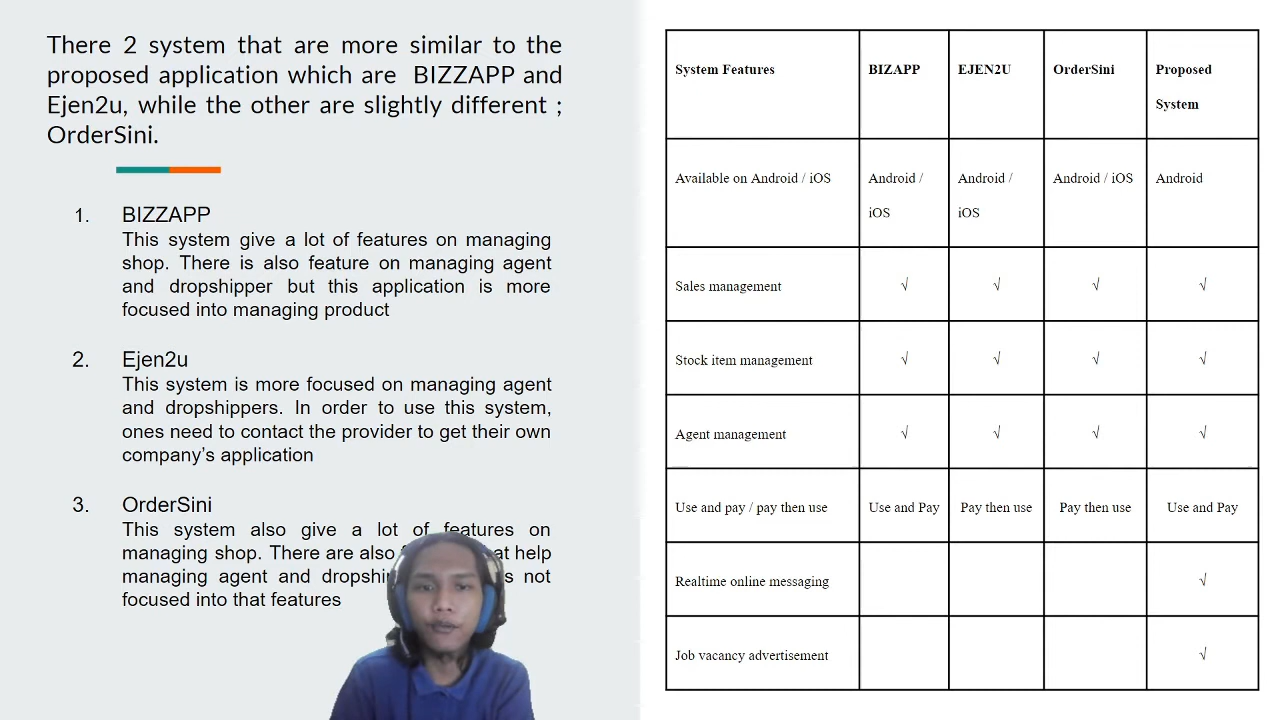 There 2 system that are more similar to the
proposed application which are BIZZAPP and
Ejen2u, while the other are slightly different ;
OrderSini.
1. BIZZAPP
This system give a lot of features on managing
shop. There is also feature on managing agent
and dropshipper but this application is more
focused into managing product
2. Ejen2u
This system is more focused on managing agent
and dropshippers. In order to use this system,
ones need to contact the provider to get their own
company's application
3. OrderSini
This system also give a lot of features on
managing shop. There are also help
managing agent and not
focused into that features
System Features BIZAPP EJEN2U OrderSini Proposed
System
Available on Android / iOS Android / Android / Android / iOS Android
iOS iOS
Sales management √ √ √ √
Stock item management √ √ √ √
Agent management √ √ √ √
Use and pay / pay then use Use and Pay Pay then use Pay then use Use and Pay
Realtime online messaging √
Job vacancy advertisement √